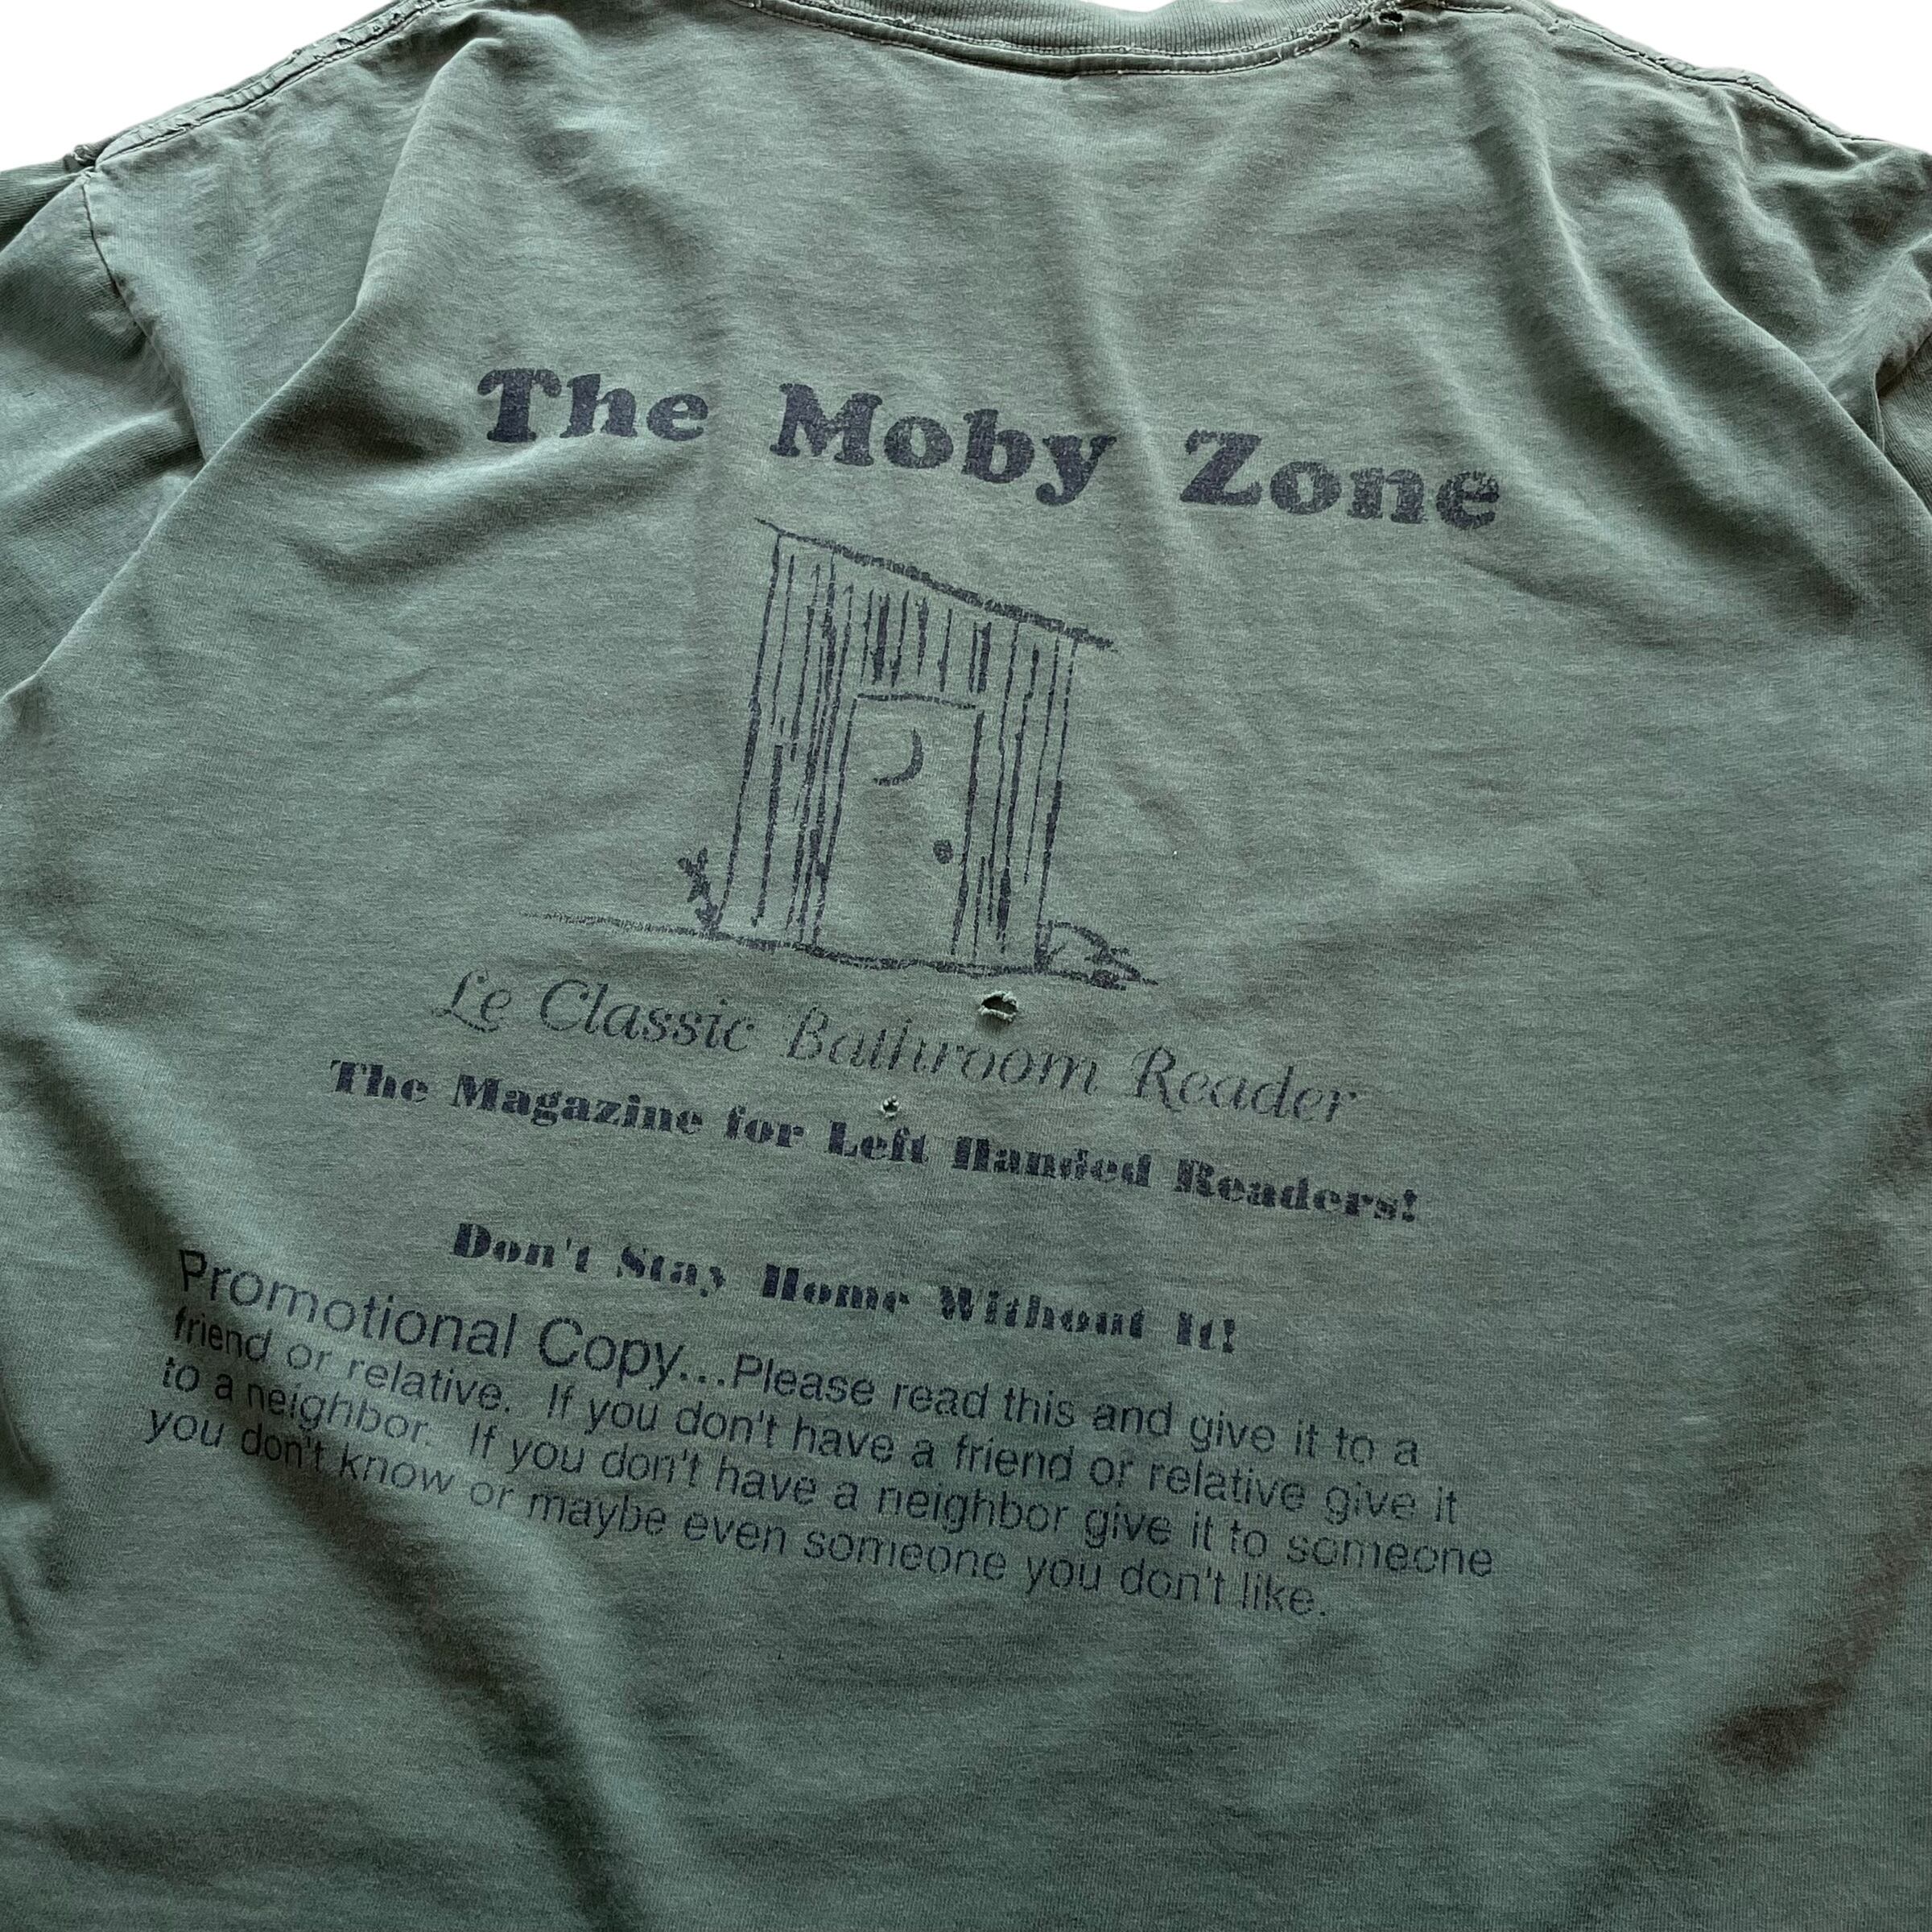 The Moby Zone
Le Classic Bathroom Reader
The Magazine for Left Handed Readers!
Don't Stay Home Without It!
Promotional Copy...Please read this and give it to a
friend or relative. If you don't have a friend or relative give it
to a neighbor. If you don't have a neighbor give it to someone
you don't know or maybe even someone you don't like.